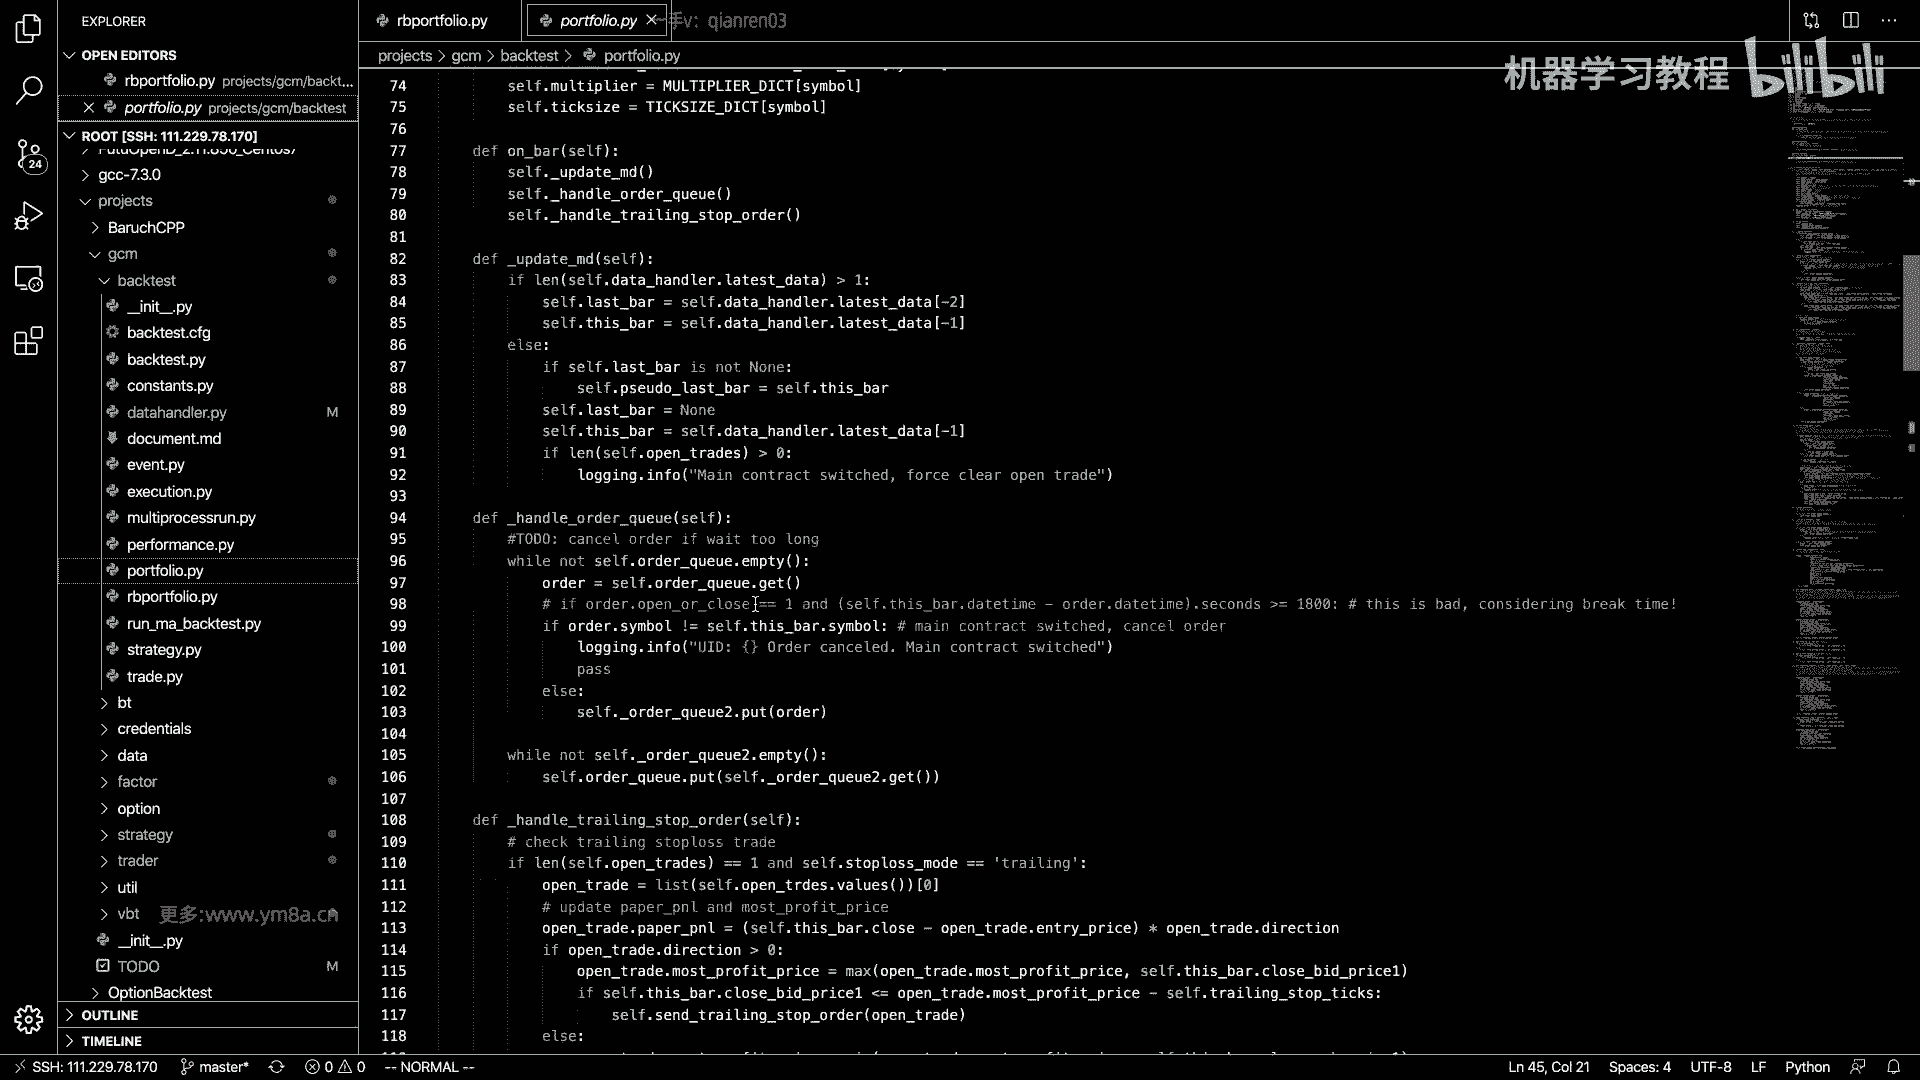 EXPLORER
OPEN EDITORS
rbportfolio.py projects/gcm/backt...
portfolio.py projects/gcm/backtest
ROOT [SSH: 111.229.78.170]
gcc-7.3.0
projects
BaruchCPP
gcm
backtest
__init__.py
backtest.cfg
backtest.py
constants.py
datahandler.py M
document.md
event.py
execution.py
multiprocessrun.py
performance.py
portfolio.py
rbportfolio.py
run_ma_backtest.py
strategy.py
trade.py
bt
credentials
data
factor
option
strategy
trader
util
vbt
更多:www.ym8a.cn
__init__.py
TODO M
OptionBacktest
OUTLINE
TIMELINE
24
rbportfolio.py
portfolio.py
v: qianren03
projects > gcm > backtest > portfolio.py
机器学习教程 bilibili
74 self.multiplier = MULTIPLIER_DICT[symbol]
75 self.ticksize = TICKSIZE_DICT[symbol]
76
77 def on_bar(self):
78 self._update_md()
79 self._handle_order_queue()
80 self._handle_trailing_stop_order()
81
82 def _update_md(self):
83 if len(self.data_handler.latest_data) > 1:
84 self.last_bar = self.data_handler.latest_data[-2]
85 self.this_bar = self.data_handler.latest_data[-1]
86 else:
87 if self.last_bar is not None:
88 self.pseudo_last_bar = self.this_bar
89 self.last_bar = None
90 self.this_bar = self.data_handler.latest_data[-1]
91 if len(self.open_trades) > 0:
92 logging.info("Main contract switched, force clear open trade")
93
94 def _handle_order_queue(self):
95 #TODO: cancel order if wait too long
96 while not self.order_queue.empty():
97 order = self.order_queue.get()
98 # if order.open_or_close == 1 and (self.this_bar.datetime - order.datetime).seconds >= 1800: # this is bad, considering break time!
99 if order.symbol != self.this_bar.symbol: # main contract switched, cancel order
100 logging.info("UID: {} Order canceled. Main contract switched")
101 pass
102 else:
103 self._order_queue2.put(order)
104
105 while not self._order_queue2.empty():
106 self.order_queue.put(self._order_queue2.get())
107
108 def _handle_trailing_stop_order(self):
109 # check trailing stoploss trade
110 if len(self.open_trades) == 1 and self.stoploss_mode == 'trailing':
111 open_trade = list(self.open_trdes.values())[0]
112 # update paper_pnl and most_profit_price
113 open_trade.paper_pnl = (self.this_bar.close - open_trade.entry_price) * open_trade.direction
114 if open_trade.direction > 0:
115 open_trade.most_profit_price = max(open_trade.most_profit_price, self.this_bar.close_bid_price1)
116 if self.this_bar.close_bid_price1 <= open_trade.most_profit_price - self.trailing_stop_ticks:
117 self.send_trailing_stop_order(open_trade)
118 else:
SSH: 111.229.78.170 master* 0 0 -- NORMAL -- Ln 45, Col 21 Spaces: 4 UTF-8 LF Python